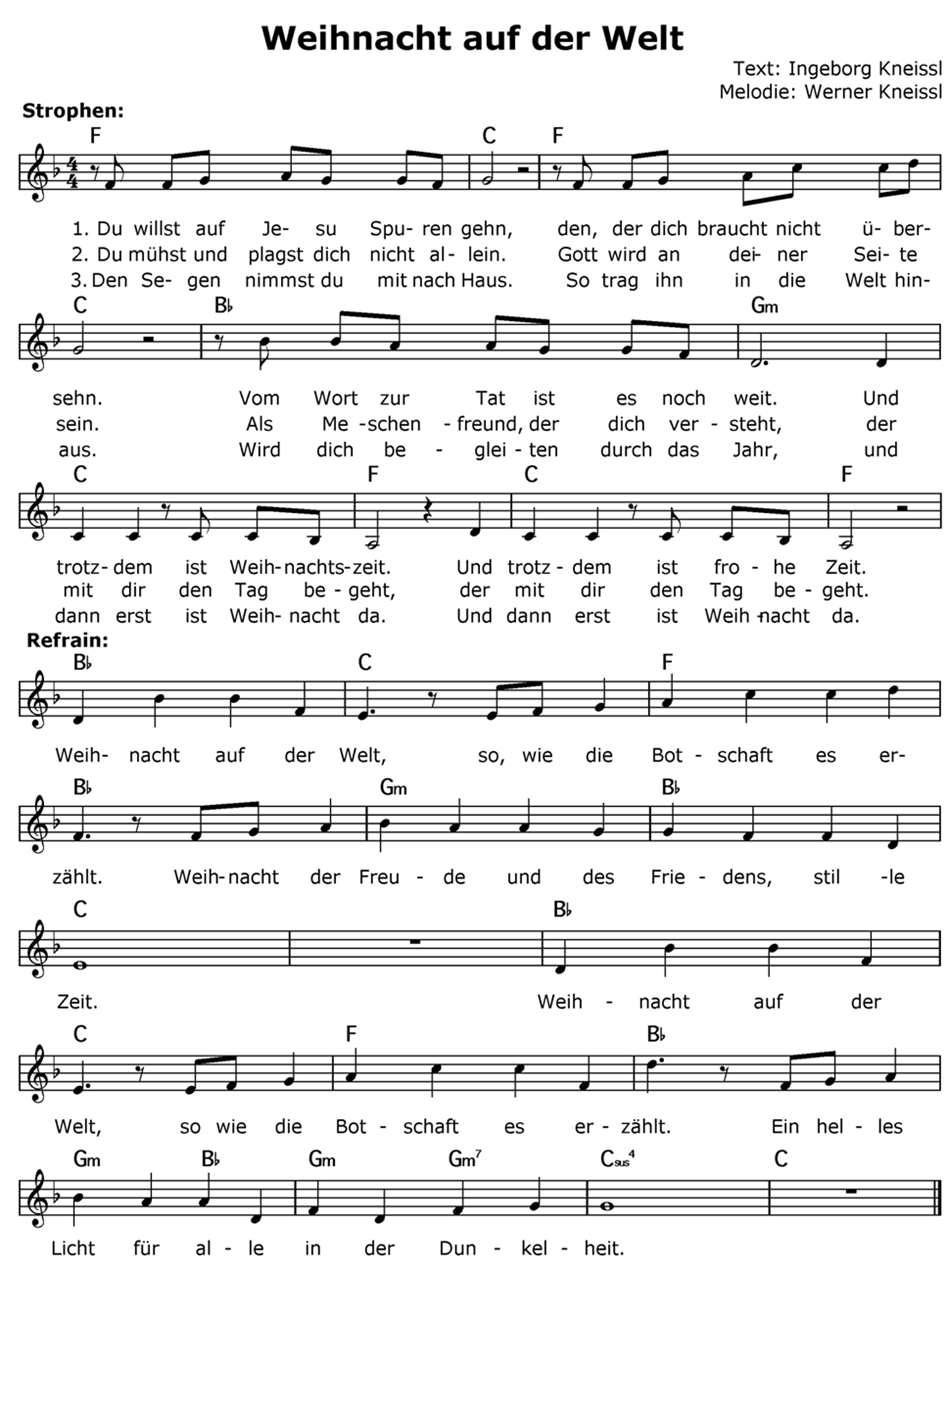 Weihnacht auf der Welt
Text: Ingeborg Kneissl
Melodie: Werner Kneissl
Strophen:
F C F
1. Du willst auf Je- su Spu- ren gehn, den, der dich braucht nicht ü- ber-
2. Du mühst und plagst dich nicht al- lein. Gott wird an dei- ner Sei- te
3. Den Se- gen nimmst du mit nach Haus. So trag ihn in die Welt hin-
C B♭ Gm
sehn. Vom Wort zur Tat ist es noch weit. Und
sein. Als Me - schen - freund, der dich ver - steht, der
aus. Wird dich be - glei - ten durch das Jahr, und
C F C F
trotz- dem ist Weih- nachts- zeit. Und trotz - dem ist fro - he Zeit.
mit dir den Tag be - geht, der mit dir den Tag be - geht.
dann erst ist Weih- nacht da. Und dann erst ist Weih - nacht da.
Refrain:
B♭ C F
Weih- nacht auf der Welt, so, wie die Bot - schaft es er-
B♭ Gm B♭
zählt. Weih- nacht der Freu - de und des Frie - dens, stil -le
C B♭
Zeit. Weih - nacht auf der
C F B♭
Welt, so wie die Bot - schaft es er - zählt. Ein hel - les
Gm B♭ Gm Gm7 Csus4 C
Licht für al - le in der Dun - kel - heit.